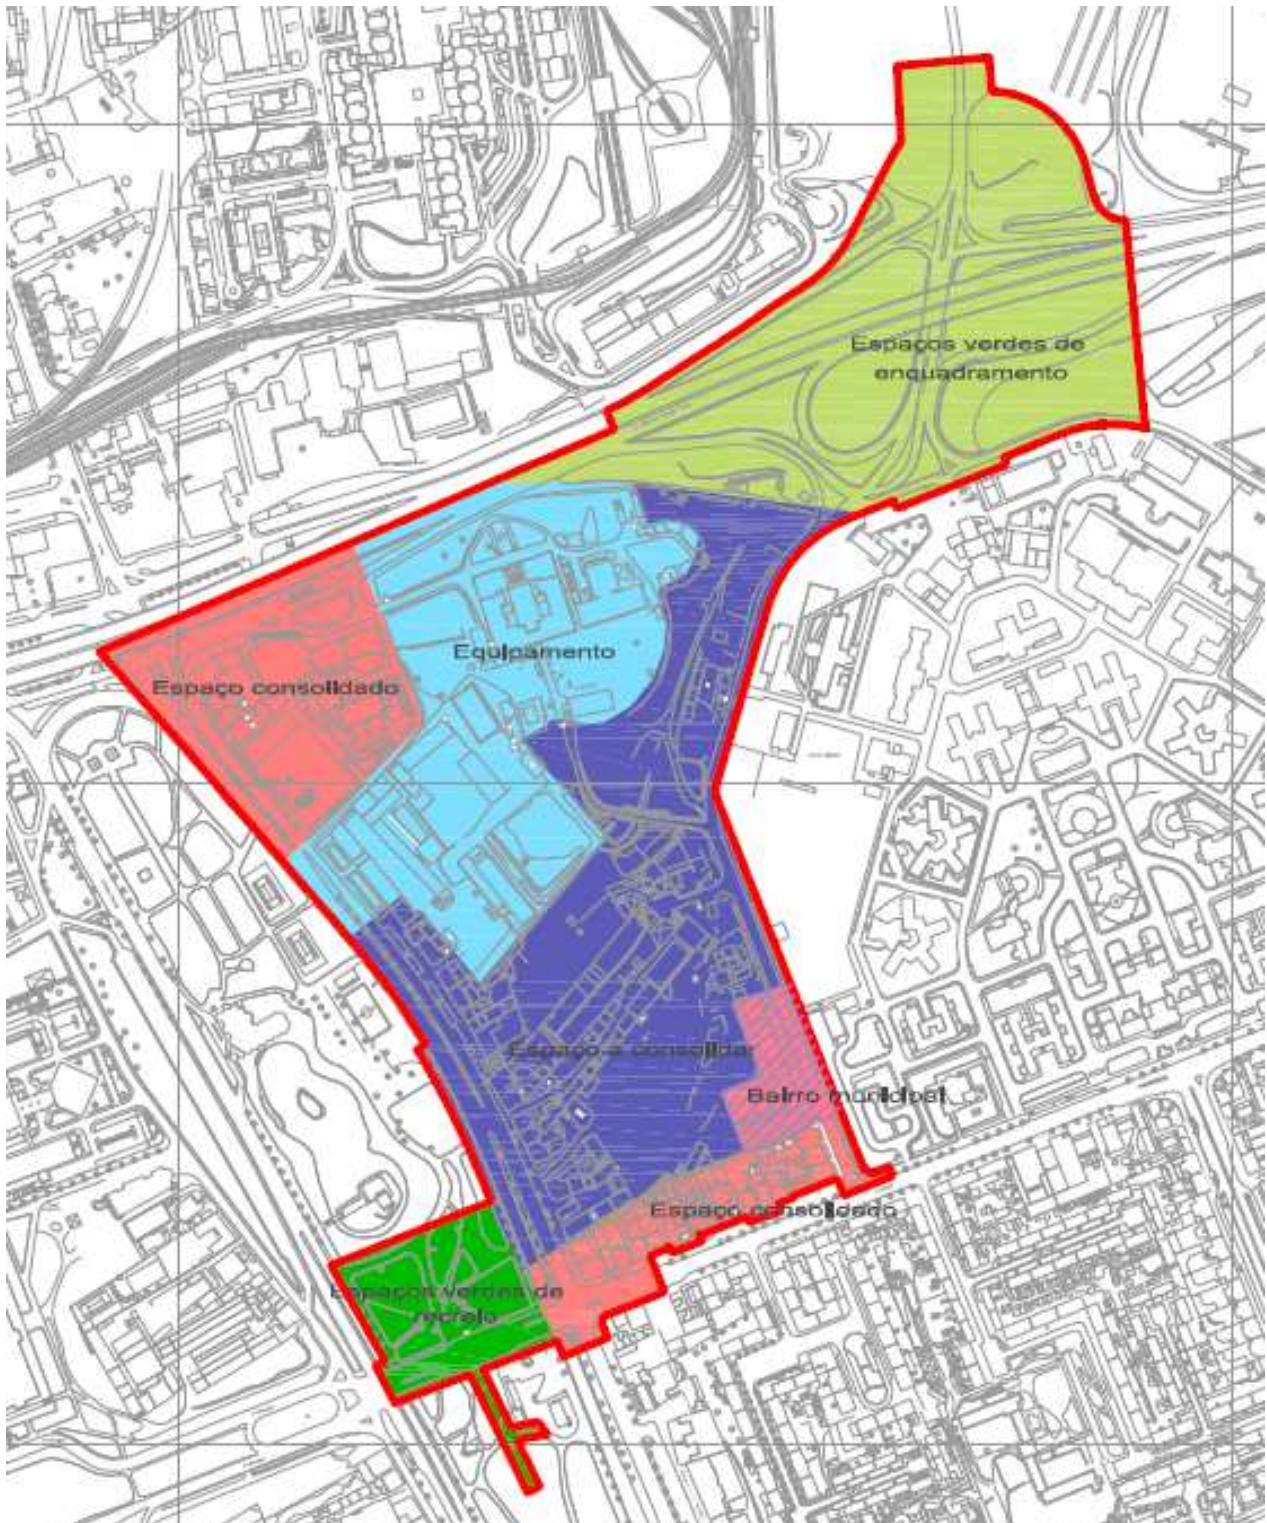 Espaços verdes de
enquadramento
Equipamento
Espaço consolidado
Espaço a consolidar
Bairro municipal
Espaço consolidado
Espaços verdes de
recreio